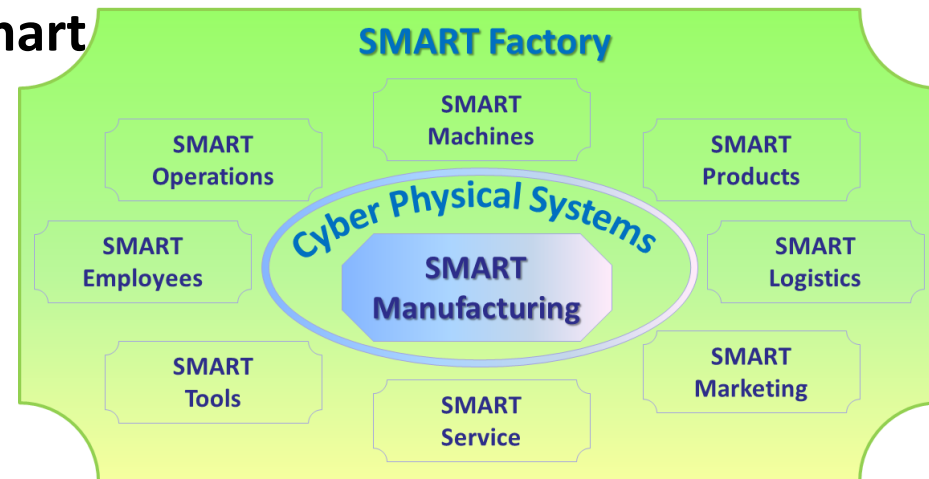 SMART Factory
SMART
Machines
SMART
Operations
SMART
Products
Cyber Physical Systems
SMART
Employees
SMART
Manufacturing
SMART
Logistics
SMART
Tools
SMART
Marketing
SMART
Service